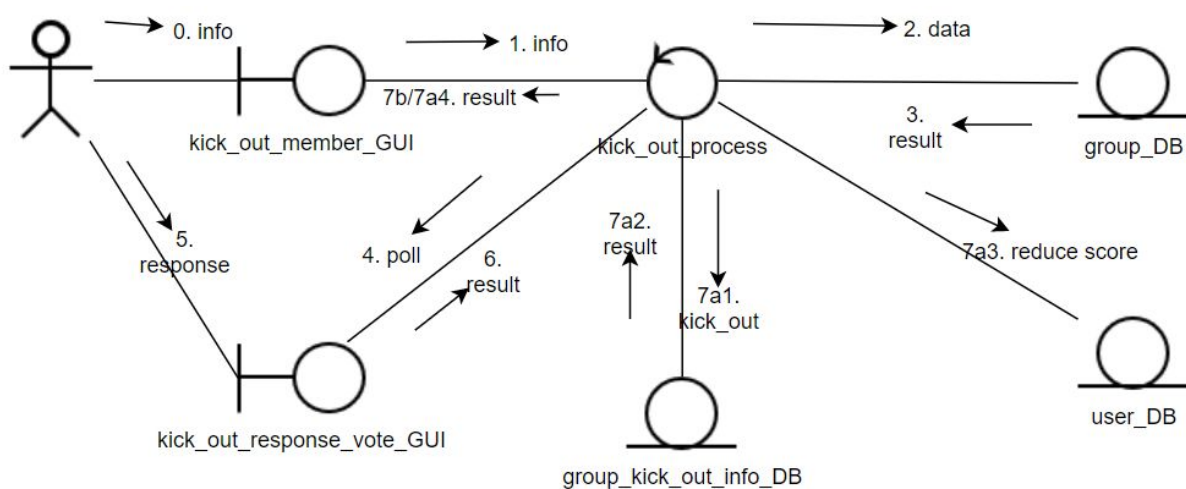 0. info
1. info
2. data
7b/7a4. result
kick_out_member_GUI
kick_out_process
3.
result
group_DB
5.
response
4. poll
6.
result
7a2.
result
7a1.
kick_out
7a3. reduce score
kick_out_response_vote_GUI
group_kick_out_info_DB
user_DB